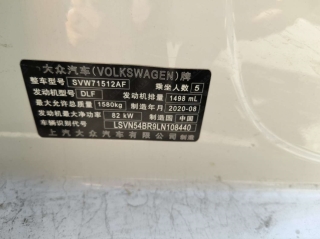 大众汽车(VOLKSWAGEN)牌
整车型号 SVW71512AF 乘坐人数 5
发动机型号 DLF 发动机排量 1498 mL
最大允许总质量 1580kg 制造年月 2020-08
发动机最大净功率 82 kW 制造国 中国
车辆识别代号 LSVN54BR9LN108440
上汽大众汽车有限公司 制造